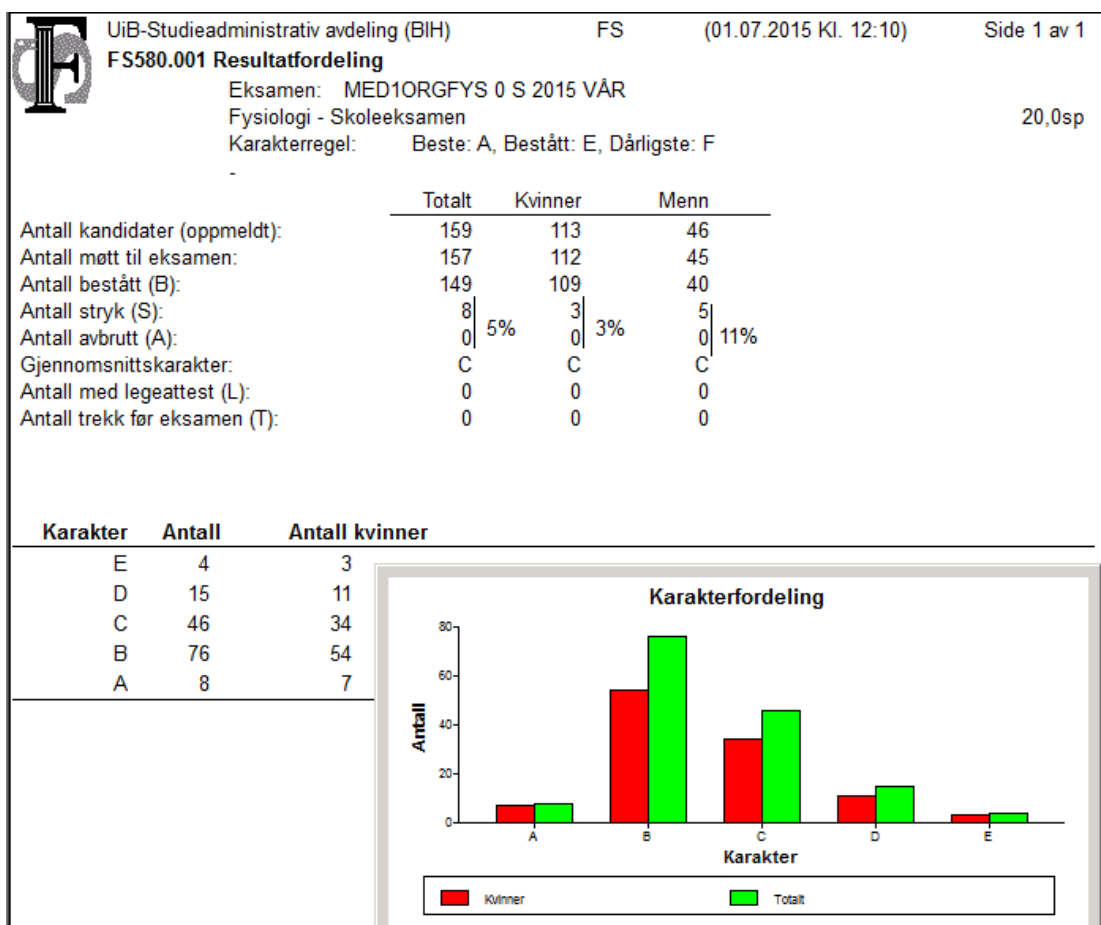 UiB-Studieadministrativ avdeling (BIH) FS (01.07.2015 Kl. 12:10) Side 1 av 1
FS580.001 Resultatfordeling
Eksamen: MED1ORGFYS 0 S 2015 VÅR
Fysiologi - Skoleeksamen 20,0sp
Karakterregel: Beste: A, Bestått: E, Dårligste: F
-
Totalt Kvinner Menn
Antall kandidater (oppmeldt): 159 113 46
Antall møtt til eksamen: 157 112 45
Antall bestått (B): 149 109 40
Antall stryk (S): 8 3 5
5% 3% 11%
Antall avbrutt (A): 0 0 0
Gjennomsnittskarakter: C C C
Antall med legeattest (L): 0 0 0
Antall trekk før eksamen (T): 0 0 0
Karakter Antall Antall kvinner
E 4 3
D 15 11
C 46 34
B 76 54
A 8 7
Karakterfordeling
80
60
40
20
0
Antall
A B C D E
Karakter
Kvinner Totalt